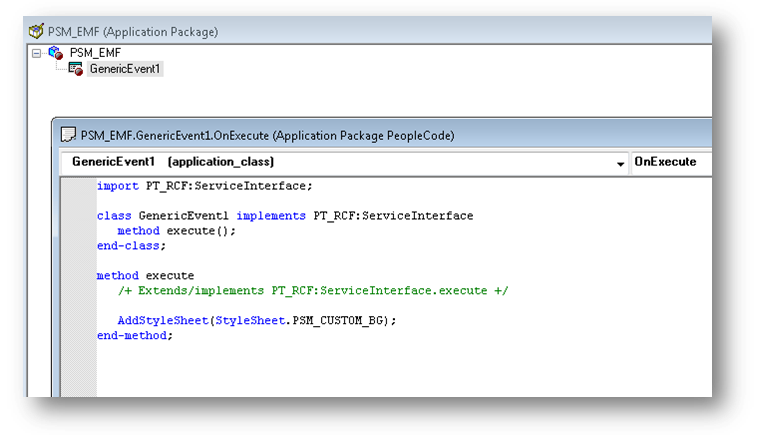 PSM_EMF (Application Package)
PSM_EMF
GenericEvent1
PSM_EMF.GenericEvent1.OnExecute (Application Package PeopleCode)
GenericEvent1 (application_class) OnExecute
import PT_RCF:ServiceInterface;
class GenericEvent1 implements PT_RCF:ServiceInterface
method execute();
end-class;
method execute
/+ Extends/implements PT_RCF:ServiceInterface.execute +/
AddStyleSheet(StyleSheet.PSM_CUSTOM_BG);
end-method;